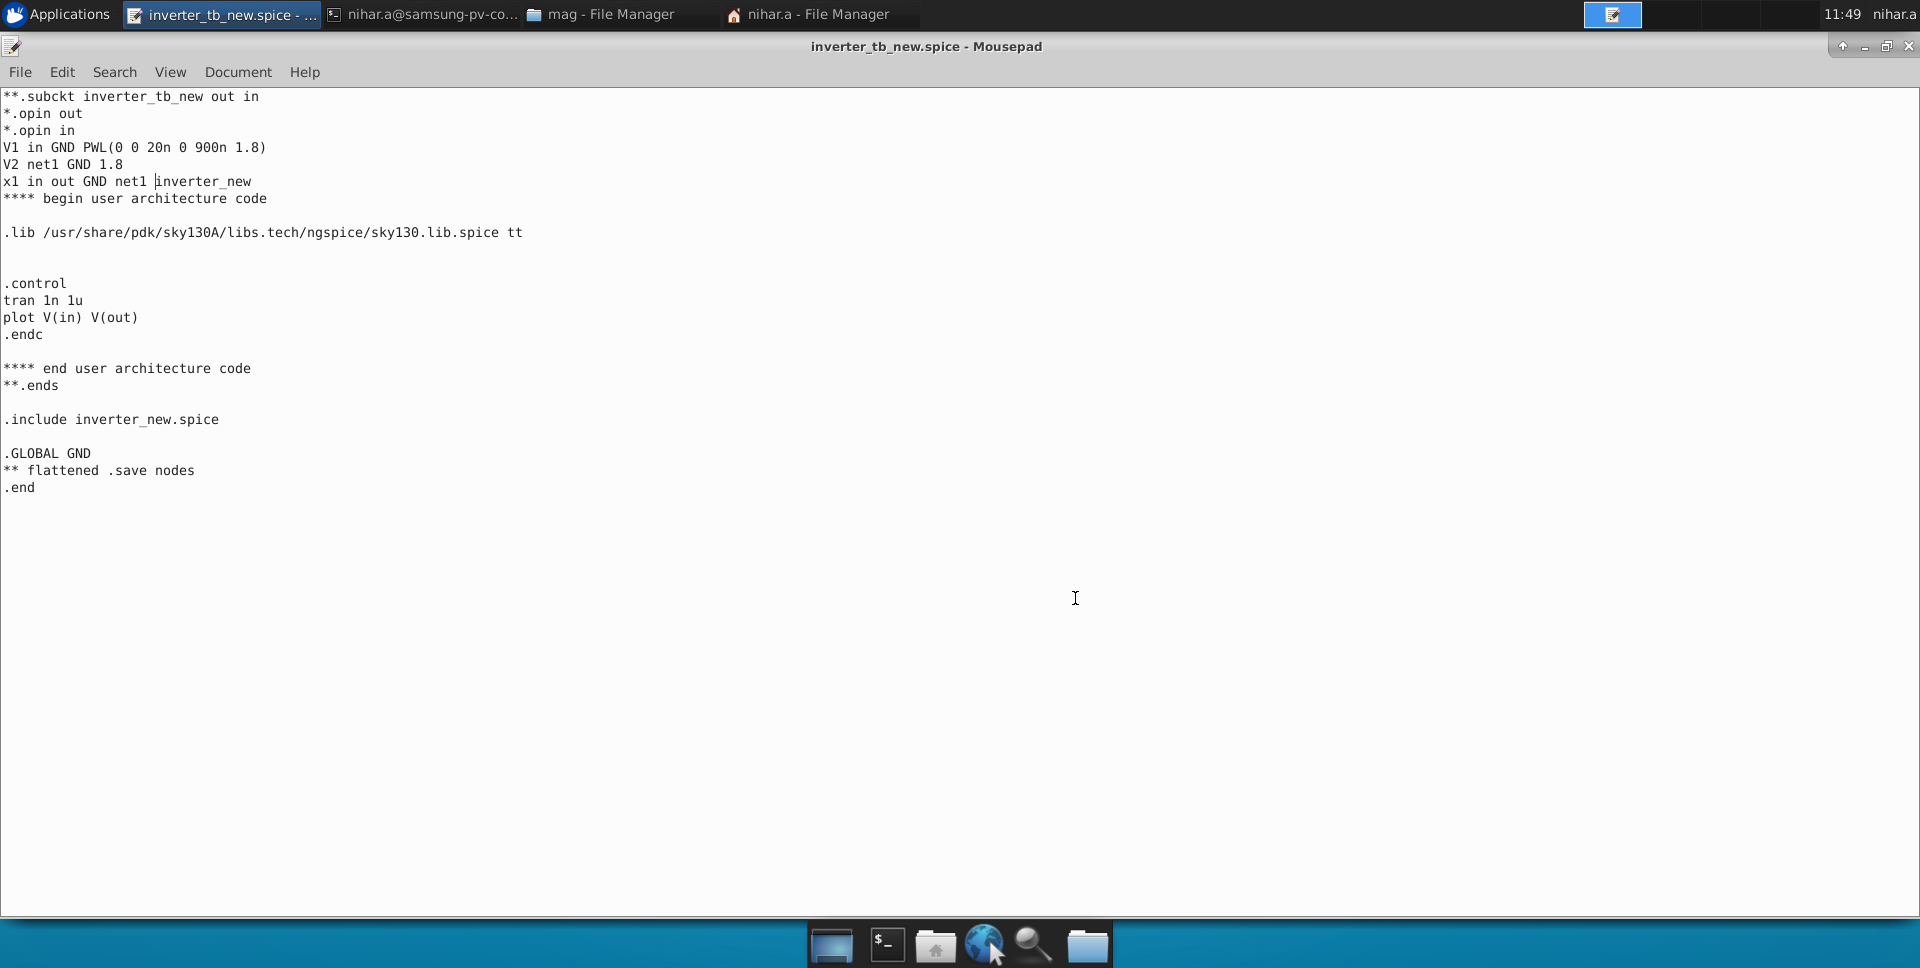 Applications
inverter_tb_new.spice - ...
nihar.a@samsung-pv-co...
mag - File Manager
nihar.a - File Manager
11:49
nihar.a
inverter_tb_new.spice - Mousepad
File Edit Search View Document Help
**.subckt inverter_tb_new out in
*.opin out
*.opin in
V1 in GND PWL(0 0 20n 0 900n 1.8)
V2 net1 GND 1.8
x1 in out GND net1 inverter_new
**** begin user architecture code
.lib /usr/share/pdk/sky130A/libs.tech/ngspice/sky130.lib.spice tt
.control
tran 1n 1u
plot V(in) V(out)
.endc
**** end user architecture code
**.ends
.include inverter_new.spice
.GLOBAL GND
** flattened .save nodes
.end
$_